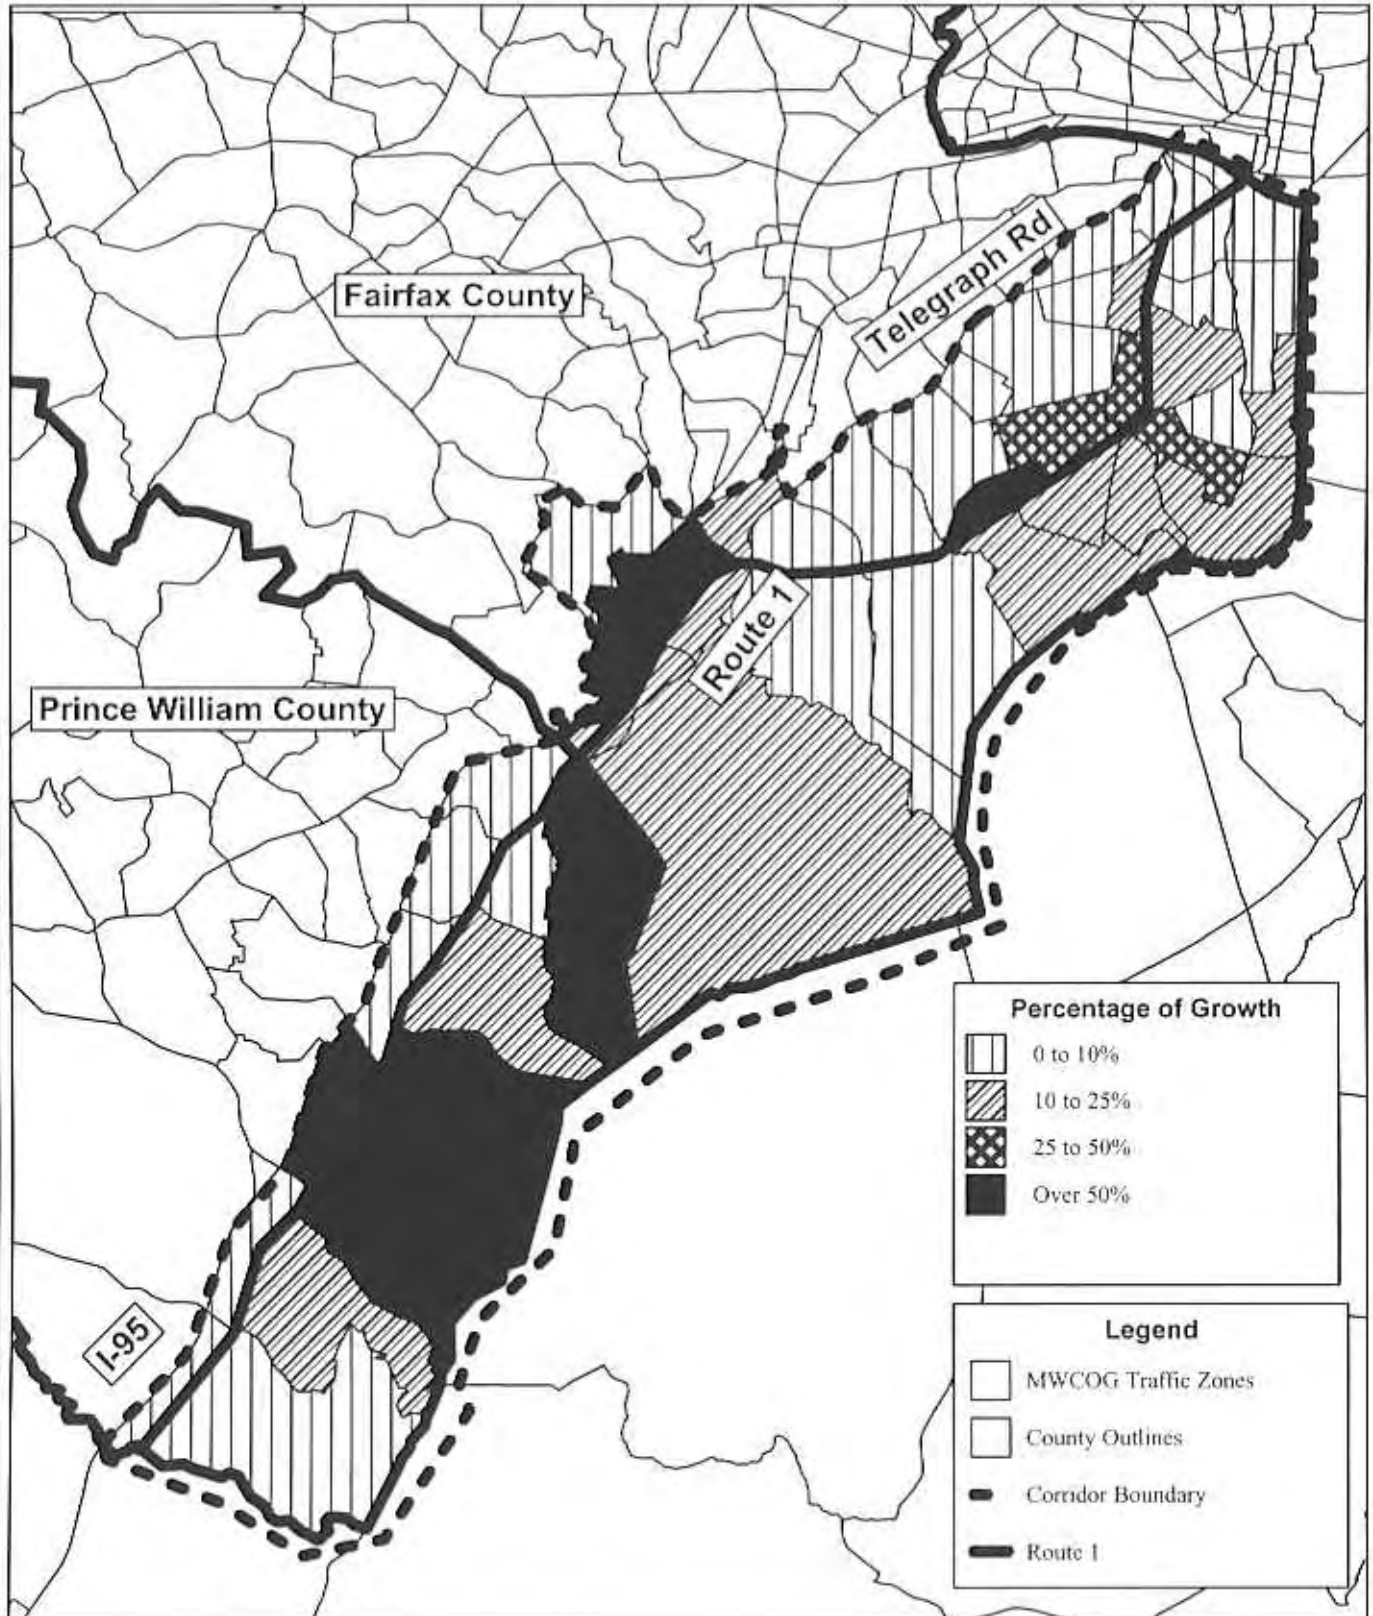 Fairfax County
Telegraph Rd
Route 1
Prince William County
I-95
Percentage of Growth
0 to 10%
10 to 25%
25 to 50%
Over 50%
Legend
MWCOG Traffic Zones
County Outlines
Corridor Boundary
Route 1